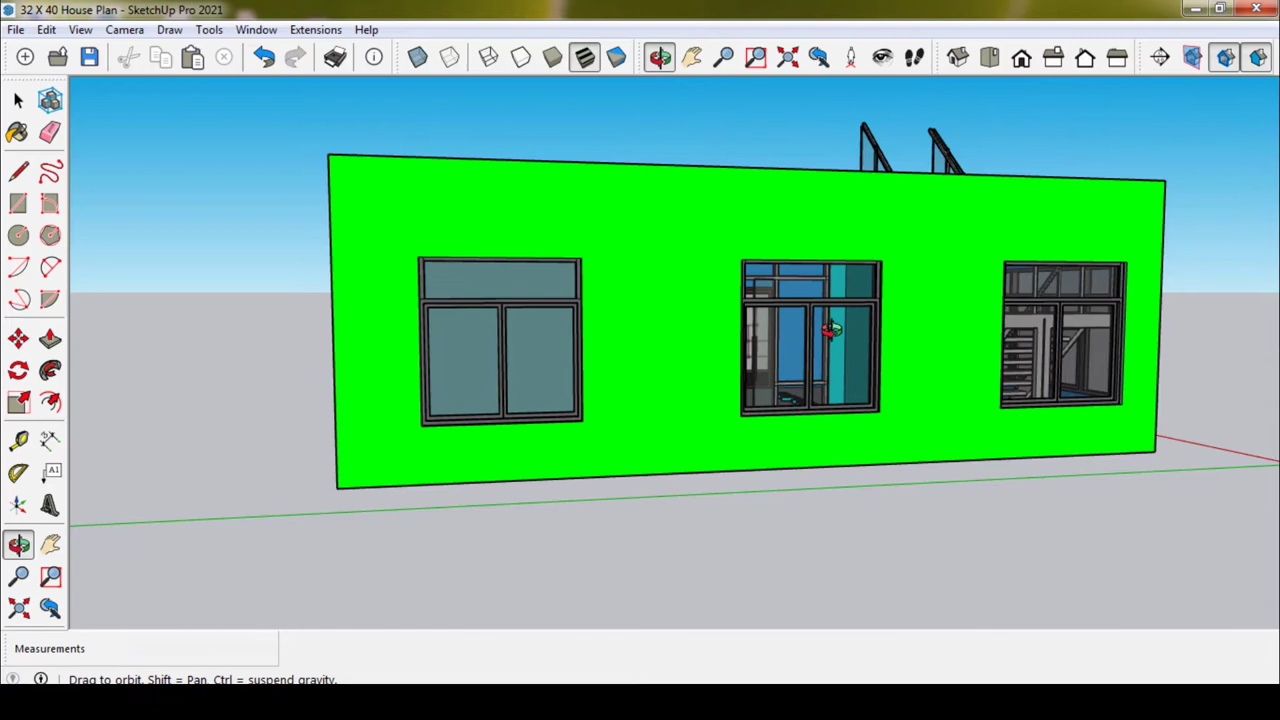 32 X 40 House Plan - SketchUp Pro 2021
File Edit View Camera Draw Tools Window Extensions Help
A1
Measurements
Drag to orbit. Shift = Pan, Ctrl = suspend gravity.